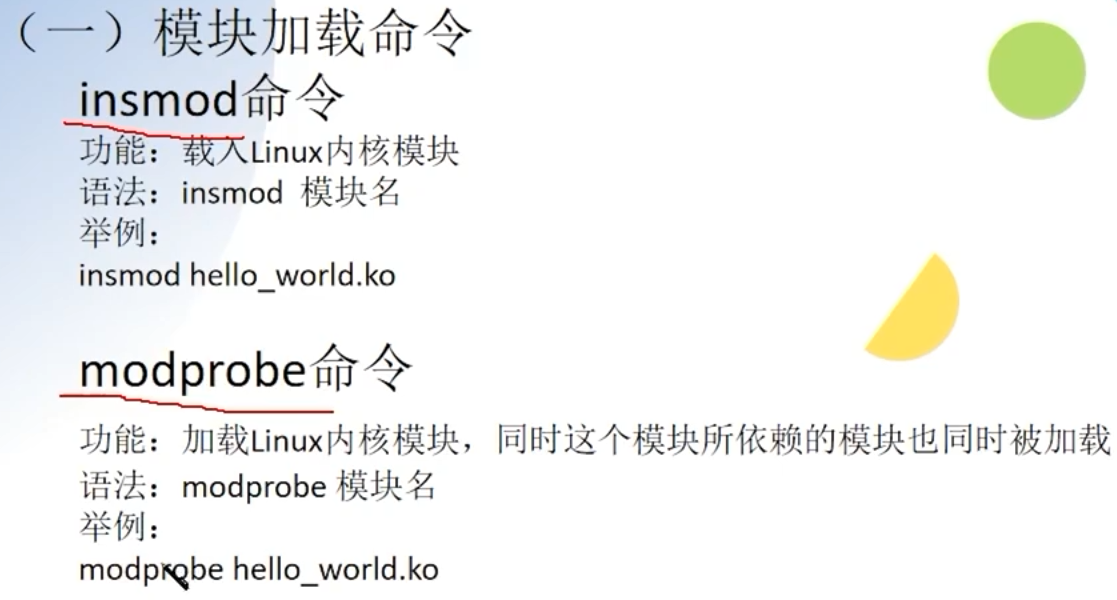 （一）模块加载命令
insmod命令
功能：载入Linux内核模块
语法：insmod 模块名
举例：
insmod hello_world.ko
modprobe命令
功能：加载Linux内核模块，同时这个模块所依赖的模块也同时被加载
语法：modprobe 模块名
举例：
modprobe hello_world.ko